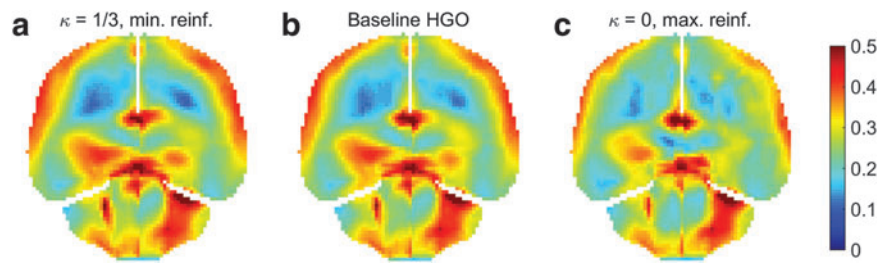 a κ = 1/3, min. reinf.
b Baseline HGO
c κ = 0, max. reinf.
0.5
0.4
0.3
0.2
0.1
0